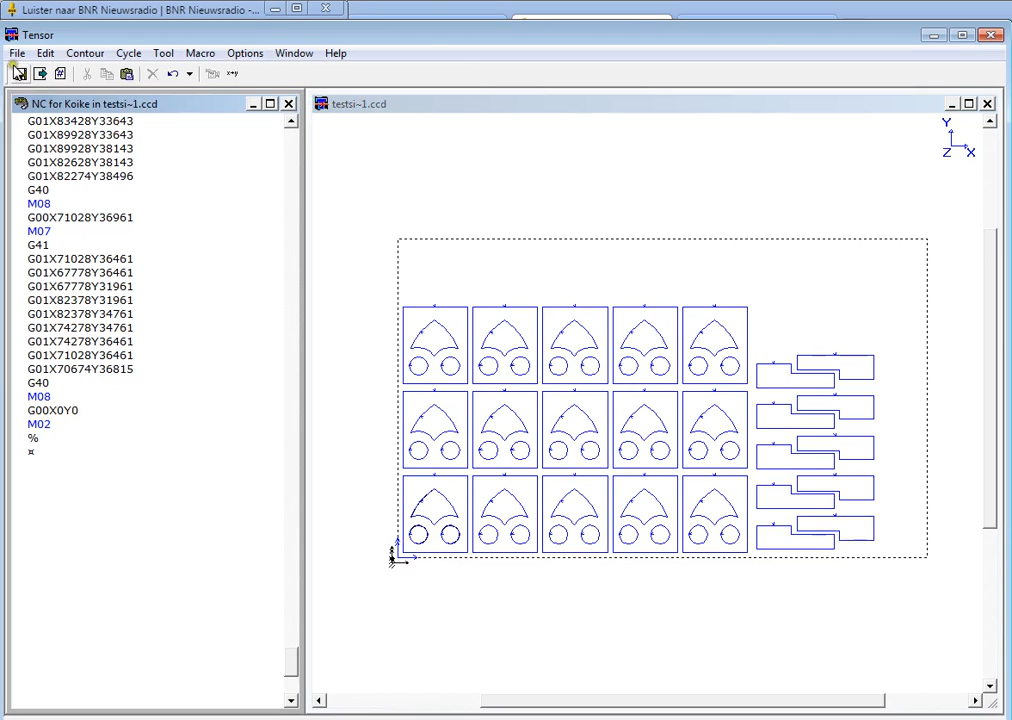 Luister naar BNR Nieuwsradio | BNR Nieuwsradio -...
Tensor
File Edit Contour Cycle Tool Macro Options Window Help
x+y
NC for Koike in testsi~1.ccd
G01X83428Y33643
G01X89928Y33643
G01X89928Y38143
G01X82628Y38143
G01X82274Y38496
G40
M08
G00X71028Y36961
M07
G41
G01X71028Y36461
G01X67778Y36461
G01X67778Y31961
G01X82378Y31961
G01X82378Y34761
G01X74278Y34761
G01X74278Y36461
G01X71028Y36461
G01X70674Y36815
G40
M08
G00X0Y0
M02
%
¤
testsi~1.ccd
Y
Z X